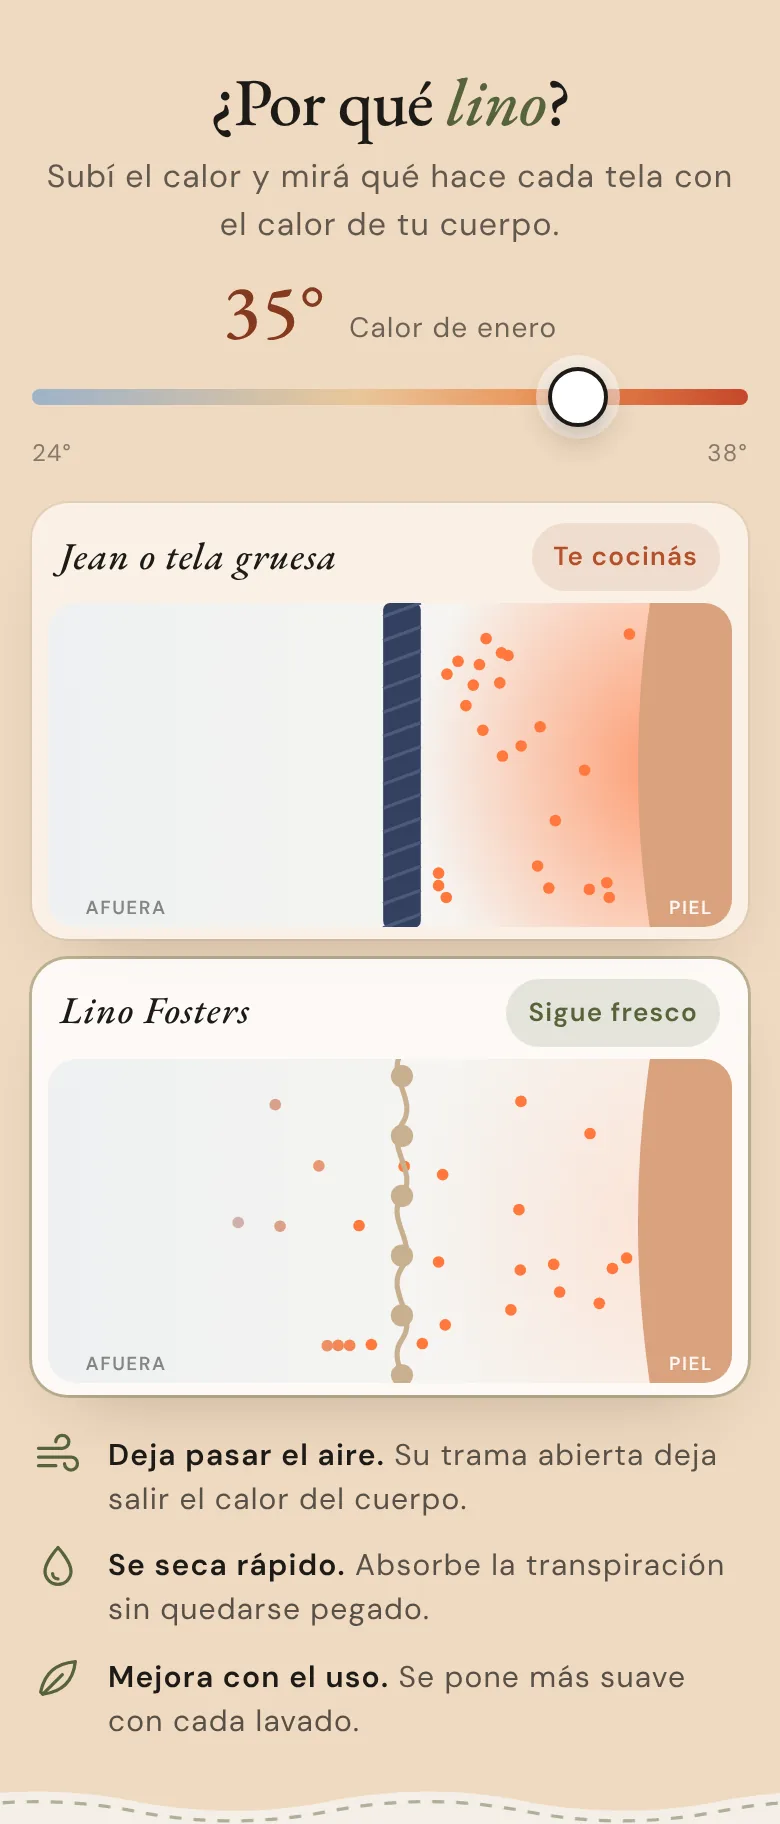 ¿Por qué lino?
Subí el calor y mirá qué hace cada tela con
el calor de tu cuerpo.
35° Calor de enero
24° 38°
Jean o tela gruesa Te cocinás
AFUERA PIEL
Lino Fosters Sigue fresco
AFUERA PIEL
Deja pasar el aire. Su trama abierta deja
salir el calor del cuerpo.
Se seca rápido. Absorbe la transpiración
sin quedarse pegado.
Mejora con el uso. Se pone más suave
con cada lavado.